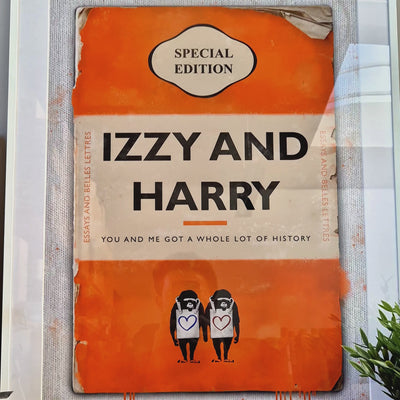 SPECIAL
EDITION
IZZY AND
HARRY
ESSAYS AND BELLES LETTRES
ESSAYS AND BELLES LETTRES
YOU AND ME GOT A WHOLE LOT OF HISTORY